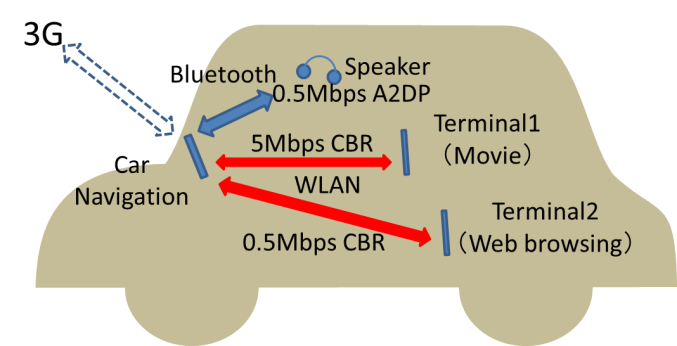 3G
Bluetooth
Speaker
0.5Mbps A2DP
Car
Navigation
5Mbps CBR
WLAN
0.5Mbps CBR
Terminal1
（Movie）
Terminal2
（Web browsing）